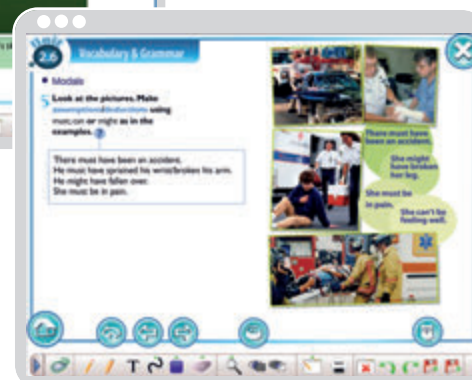 Unit
2.6
Vocabulary & Grammar
Modals
5 Look at the pictures. Make
assumptions/deductions using
must, can or might as in the
examples.
There must have been an accident.
He must have sprained his wrist/broken his arm.
He might have fallen over.
She must be in pain.
There must have
been an accident.
She might
have broken
her leg.
She must be
in pain.
She can't be
feeling well.
T